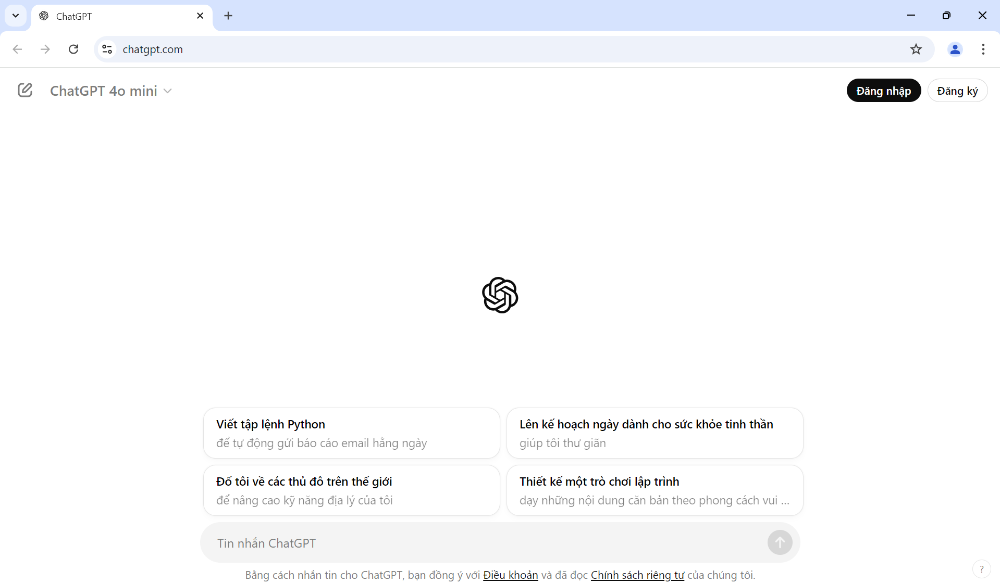 ChatGPT
chatgpt.com
ChatGPT 4o mini
Đăng nhập
Đăng ký
Viết tập lệnh Python
để tự động gửi báo cáo email hằng ngày
Lên kế hoạch ngày dành cho sức khỏe tinh thần
giúp tôi thư giãn
Đố tôi về các thủ đô trên thế giới
để nâng cao kỹ năng địa lý của tôi
Thiết kế một trò chơi lập trình
dạy những nội dung căn bản theo phong cách vui ...
Tin nhắn ChatGPT
Bằng cách nhắn tin cho ChatGPT, bạn đồng ý với Điều khoản và đã đọc Chính sách riêng tư của chúng tôi.
?